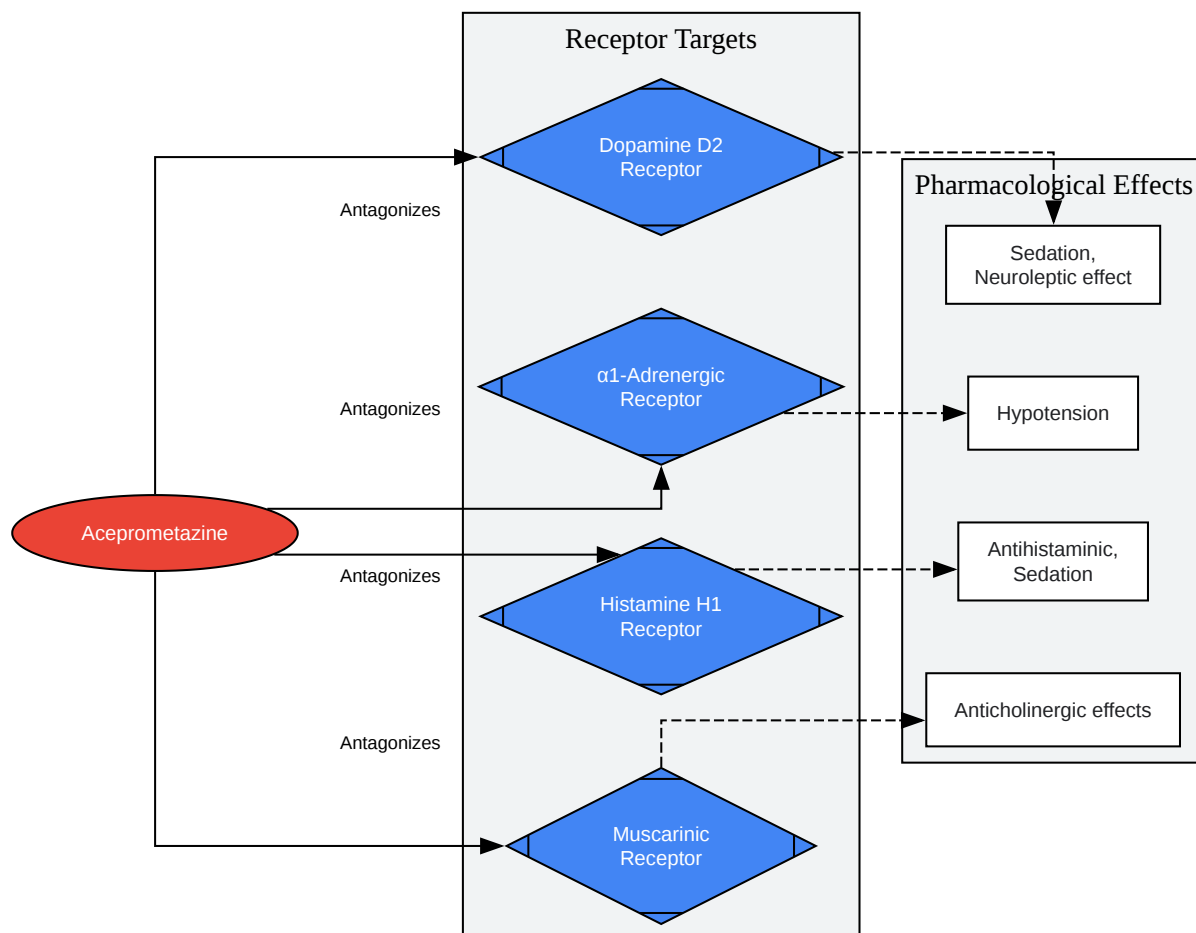 Receptor Targets
Dopamine D2
Receptor
Pharmacological Effects
Antagonizes
Sedation,
Neuroleptic effect
α1-Adrenergic
Receptor
Antagonizes
Hypotension
Aceprometazine
Antihistaminic,
Sedation
Antagonizes
Histamine H1
Receptor
Anticholinergic effects
Antagonizes
Muscarinic
Receptor